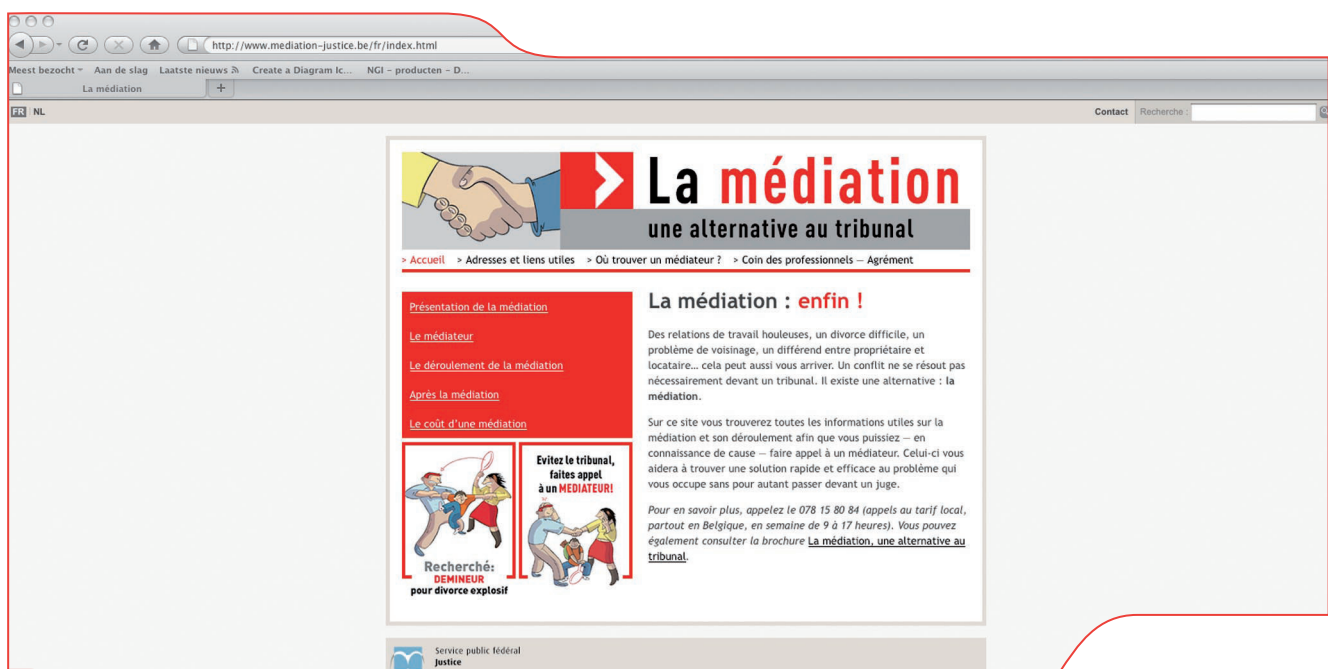 http://www.mediation-justice.be/fr/index.html
Meest bezocht Aan de slag Laatste nieuws Create a Diagram Ic... NGI - producten - D...
La médiation +
FR NL
Contact Recherche :
La médiation
une alternative au tribunal
> Accueil > Adresses et liens utiles > Où trouver un médiateur ? > Coin des professionnels — Agrément
Présentation de la médiation
Le médiateur
Le déroulement de la médiation
Après la médiation
Le coût d'une médiation
Recherché:
DEMINEUR
pour divorce explosif
Evitez le tribunal,
faites appel
à un MEDIATEUR!
La médiation : enfin !
Des relations de travail houleuses, un divorce difficile, un
problème de voisinage, un différend entre propriétaire et
locataire... cela peut aussi vous arriver. Un conflit ne se résout pas
nécessairement devant un tribunal. Il existe une alternative : la
médiation.
Sur ce site vous trouverez toutes les informations utiles sur la
médiation et son déroulement afin que vous puissiez — en
connaissance de cause — faire appel à un médiateur. Celui-ci vous
aidera à trouver une solution rapide et efficace au problème qui
vous occupe sans pour autant passer devant un juge.
Pour en savoir plus, appelez le 078 15 80 84 (appels au tarif local,
partout en Belgique, en semaine de 9 à 17 heures). Vous pouvez
également consulter la brochure La médiation, une alternative au
tribunal.
Service public fédéral
Justice